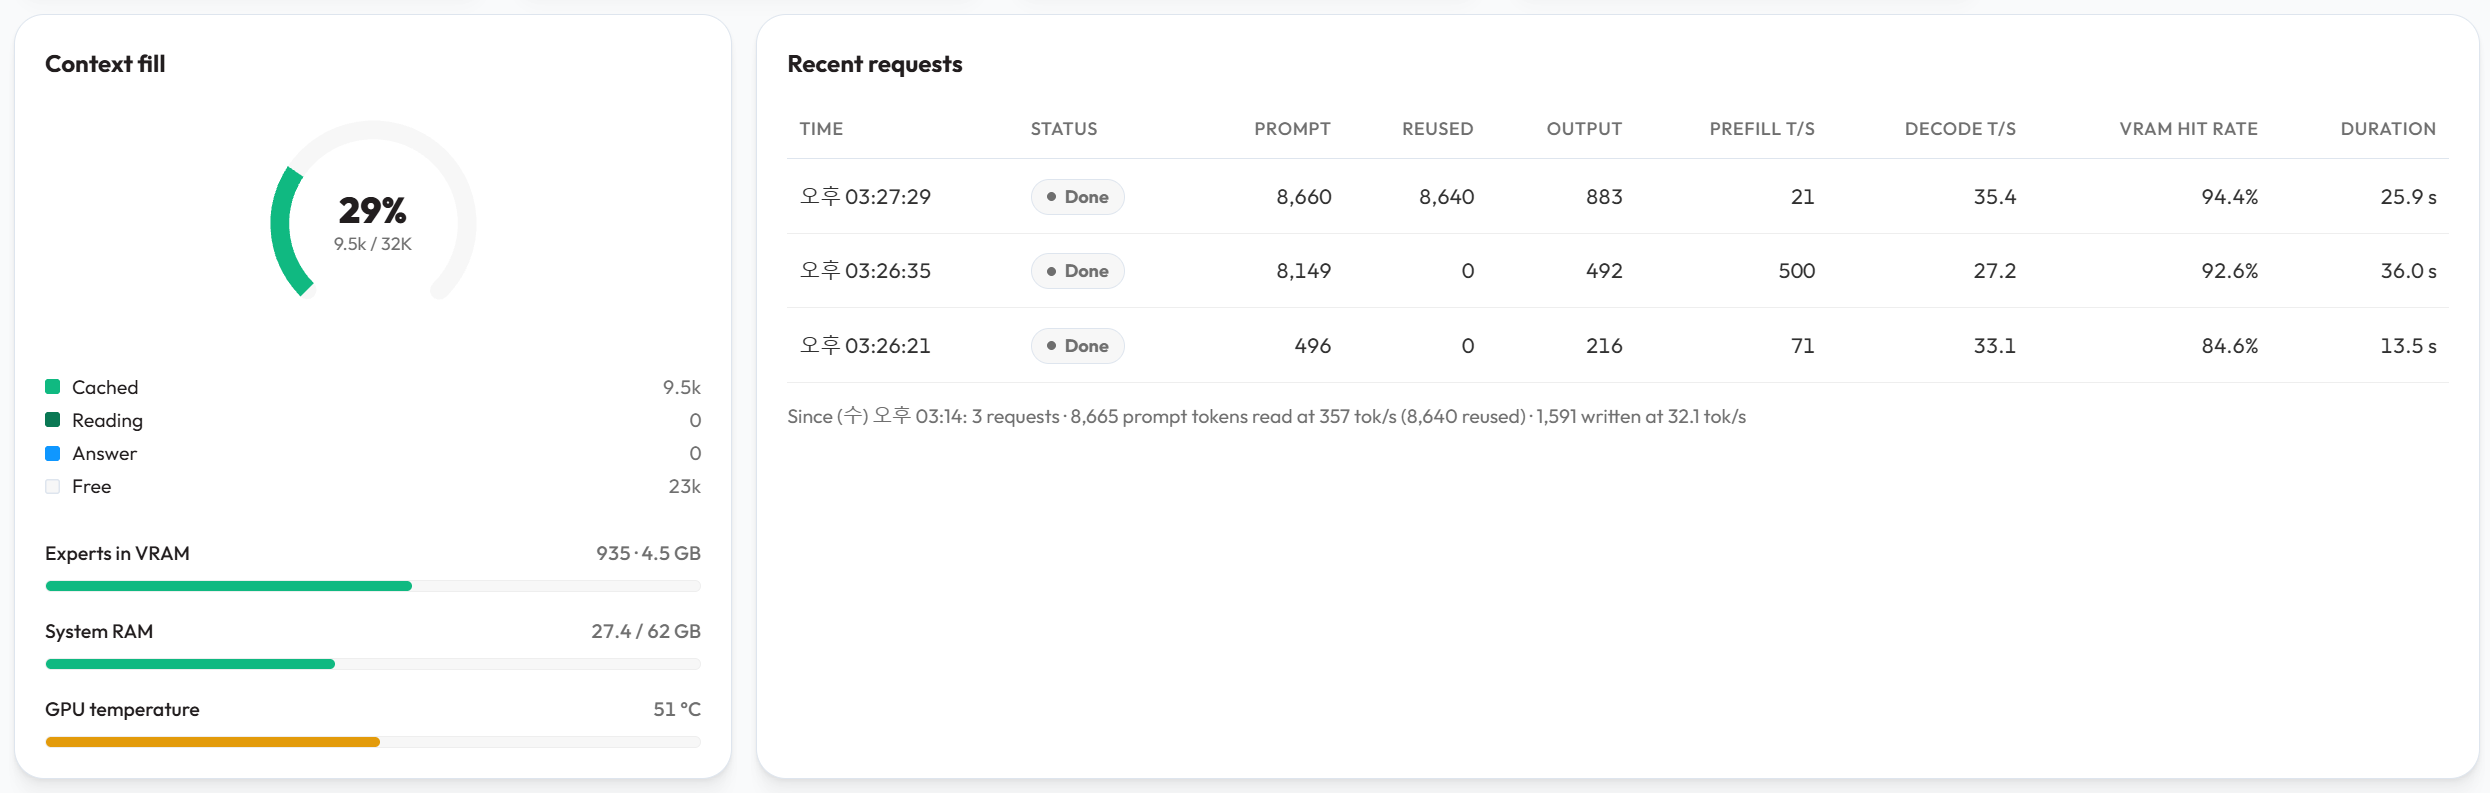 Context fill
29%
9.5k / 32K
Cached 9.5k
Reading 0
Answer 0
Free 23k
Experts in VRAM 935 · 4.5 GB
System RAM 27.4 / 62 GB
GPU temperature 51 °C
Recent requests
TIME STATUS PROMPT REUSED OUTPUT PREFILL T/S DECODE T/S VRAM HIT RATE DURATION
오후 03:27:29 Done 8,660 8,640 883 21 35.4 94.4% 25.9 s
오후 03:26:35 Done 8,149 0 492 500 27.2 92.6% 36.0 s
오후 03:26:21 Done 496 0 216 71 33.1 84.6% 13.5 s
Since (수) 오후 03:14: 3 requests · 8,665 prompt tokens read at 357 tok/s (8,640 reused) · 1,591 written at 32.1 tok/s